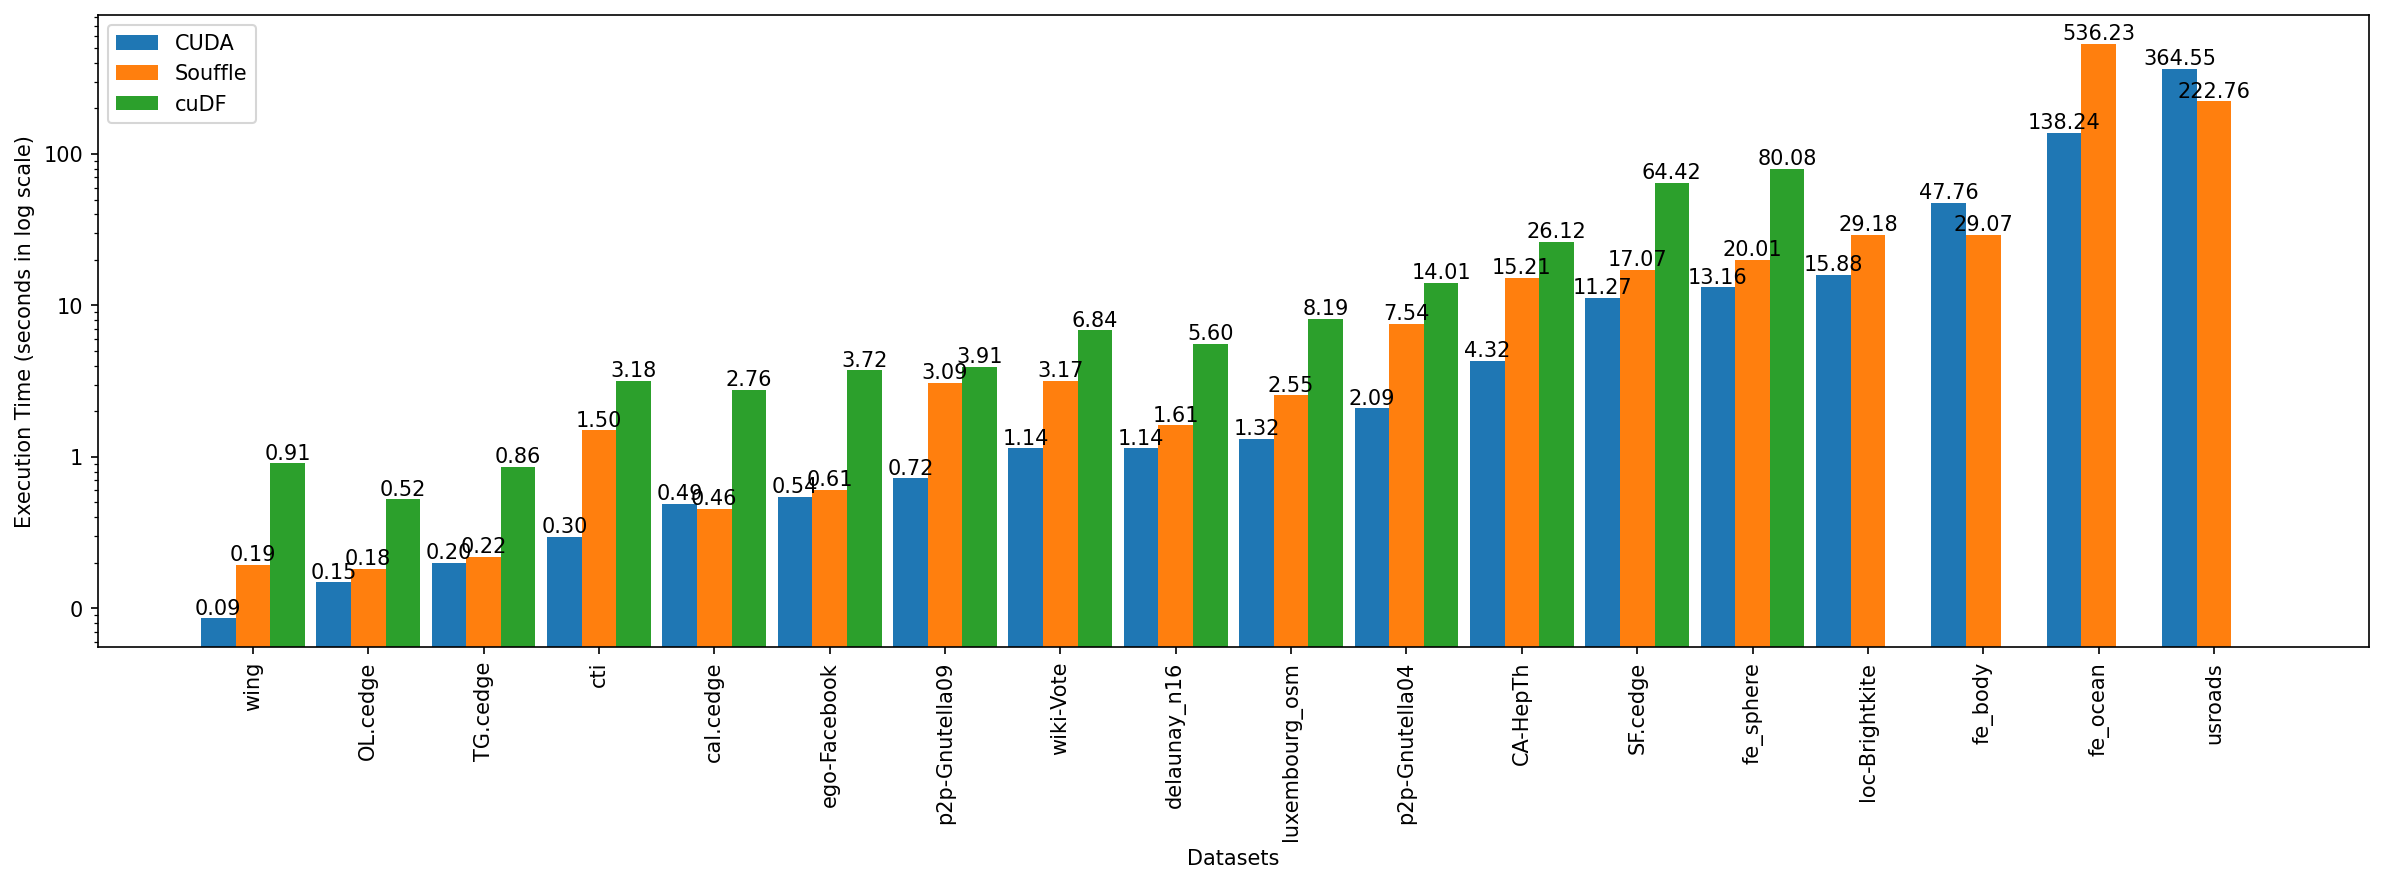 CUDA
Souffle
cuDF
Execution Time (seconds in log scale)
100
10
1
0
0.09
0.19
0.91
0.15
0.18
0.52
0.20
0.22
0.86
0.30
1.50
3.18
0.49
0.46
2.76
0.54
0.61
3.72
0.72
3.09
3.91
1.14
3.17
6.84
1.14
1.61
5.60
1.32
2.55
8.19
2.09
7.54
14.01
4.32
15.21
26.12
11.27
17.07
64.42
13.16
20.01
80.08
15.88
29.18
47.76
29.07
138.24
536.23
364.55
222.76
wing
OL.cedge
TG.cedge
cti
cal.cedge
ego-Facebook
p2p-Gnutella09
wiki-Vote
delaunay_n16
luxembourg_osm
p2p-Gnutella04
CA-HepTh
SF.cedge
fe_sphere
loc-Brightkite
fe_body
fe_ocean
usroads
Datasets